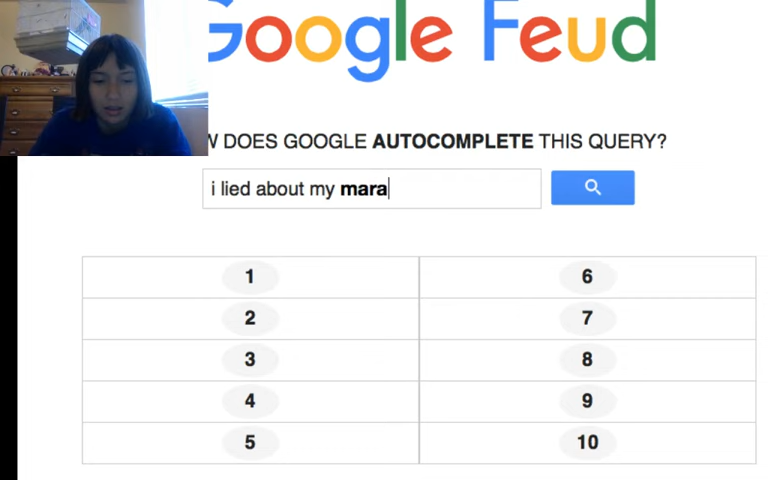 Google Feud
W DOES GOOGLE AUTOCOMPLETE THIS QUERY?
i lied about my mara
1 6
2 7
3 8
4 9
5 10